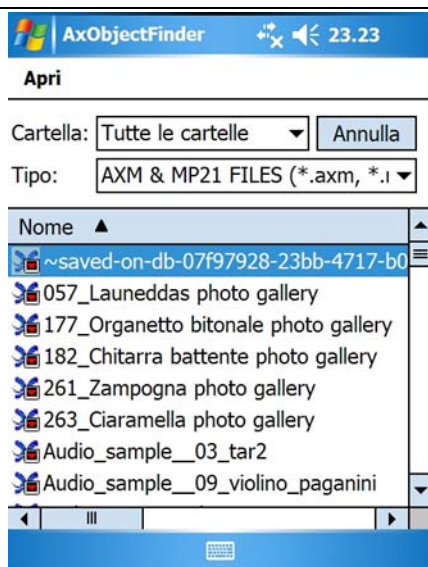 AxObjectFinder 23.23
Apri
Cartella: Tutte le cartelle Annulla
Tipo: AXM & MP21 FILES (*.axm, *.
Nome
~saved-on-db-07f97928-23bb-4717-b0
057_Launeddas photo gallery
177_Organetto bitonale photo gallery
182_Chitarra battente photo gallery
261_Zampogna photo gallery
263_Ciaramella photo gallery
Audio_sample__03_tar2
Audio_sample__09_violino_paganini